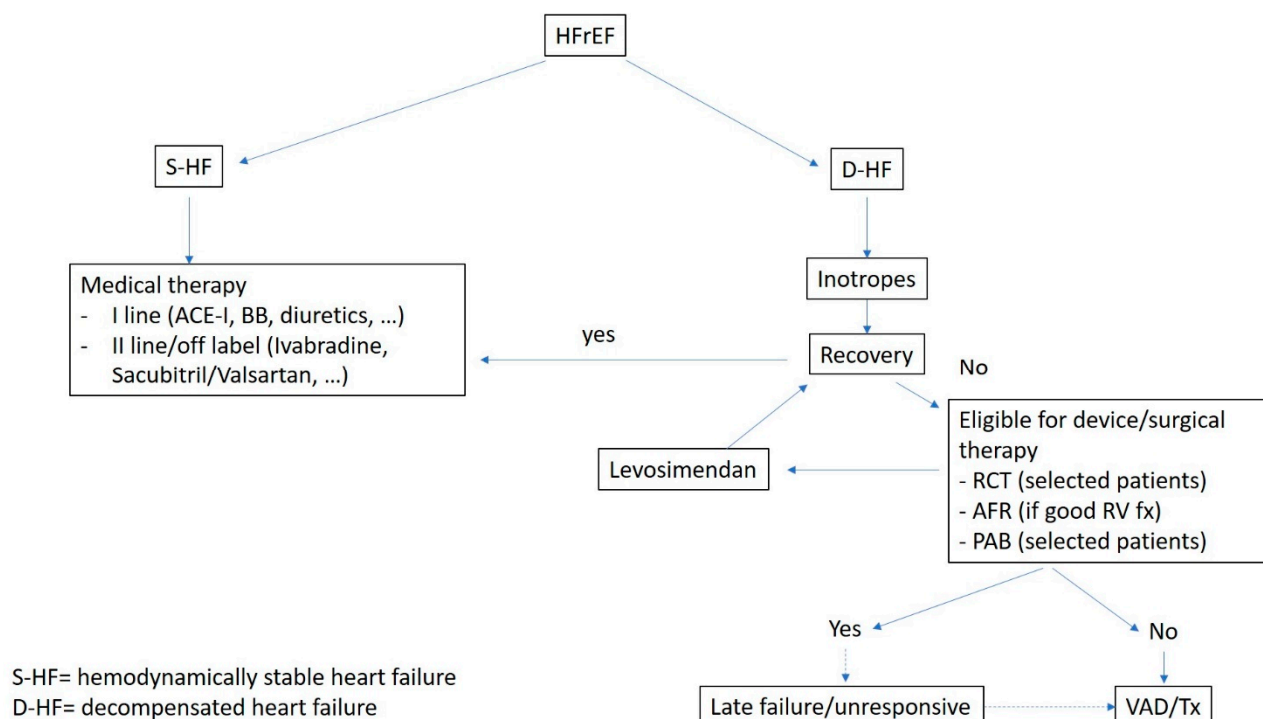 HFrEF
S-HF
D-HF
Medical therapy
- I line (ACE-I, BB, diuretics, ...)
- II line/off label (Ivabradine,
Sacubitril/Valsartan, ...)
Inotropes
yes
Recovery
No
Levosimendan
Eligible for device/surgical
therapy
- RCT (selected patients)
- AFR (if good RV fx)
- PAB (selected patients)
Yes
No
Late failure/unresponsive
VAD/Tx
S-HF= hemodynamically stable heart failure
D-HF= decompensated heart failure